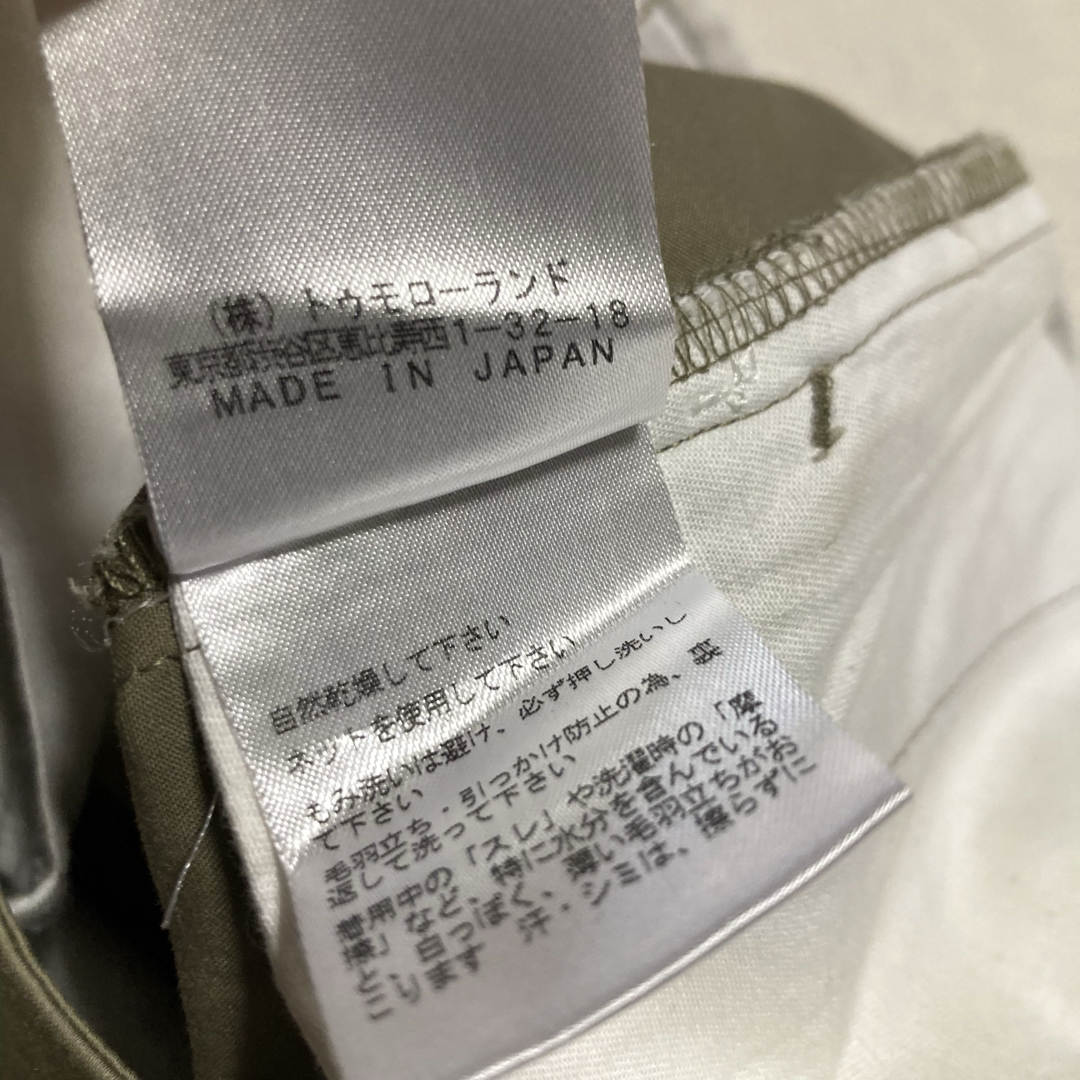 (株)トゥモローランド
東京都渋谷区恵比寿西1-32-18
MADE IN JAPAN
自然乾燥して下さい
ネットを使用して下さい
もみ洗いは避け、必ず押し洗いし
て下さい
毛羽立ち・引っかけ防止の為、裏
返して洗って下さい
着用中の「スレ」や洗濯時の「摩
擦」など、特に水分を含んでいる
とり白っぽく、薄い毛羽立ちがお
こります 汗・シミは、擦らずに